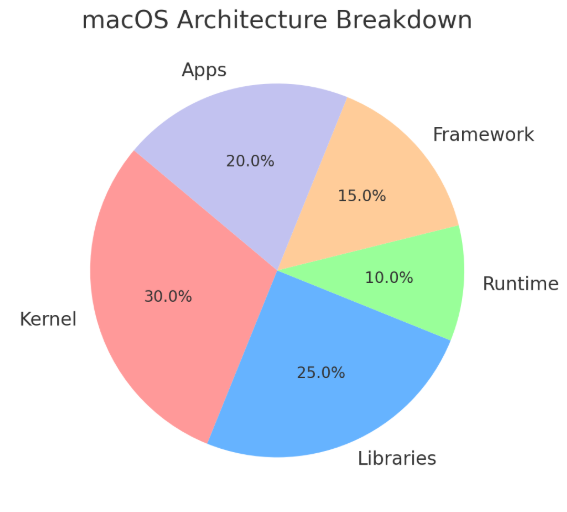 macOS Architecture Breakdown
Apps
20.0%
Framework
15.0%
Runtime
10.0%
Kernel
30.0%
Libraries
25.0%